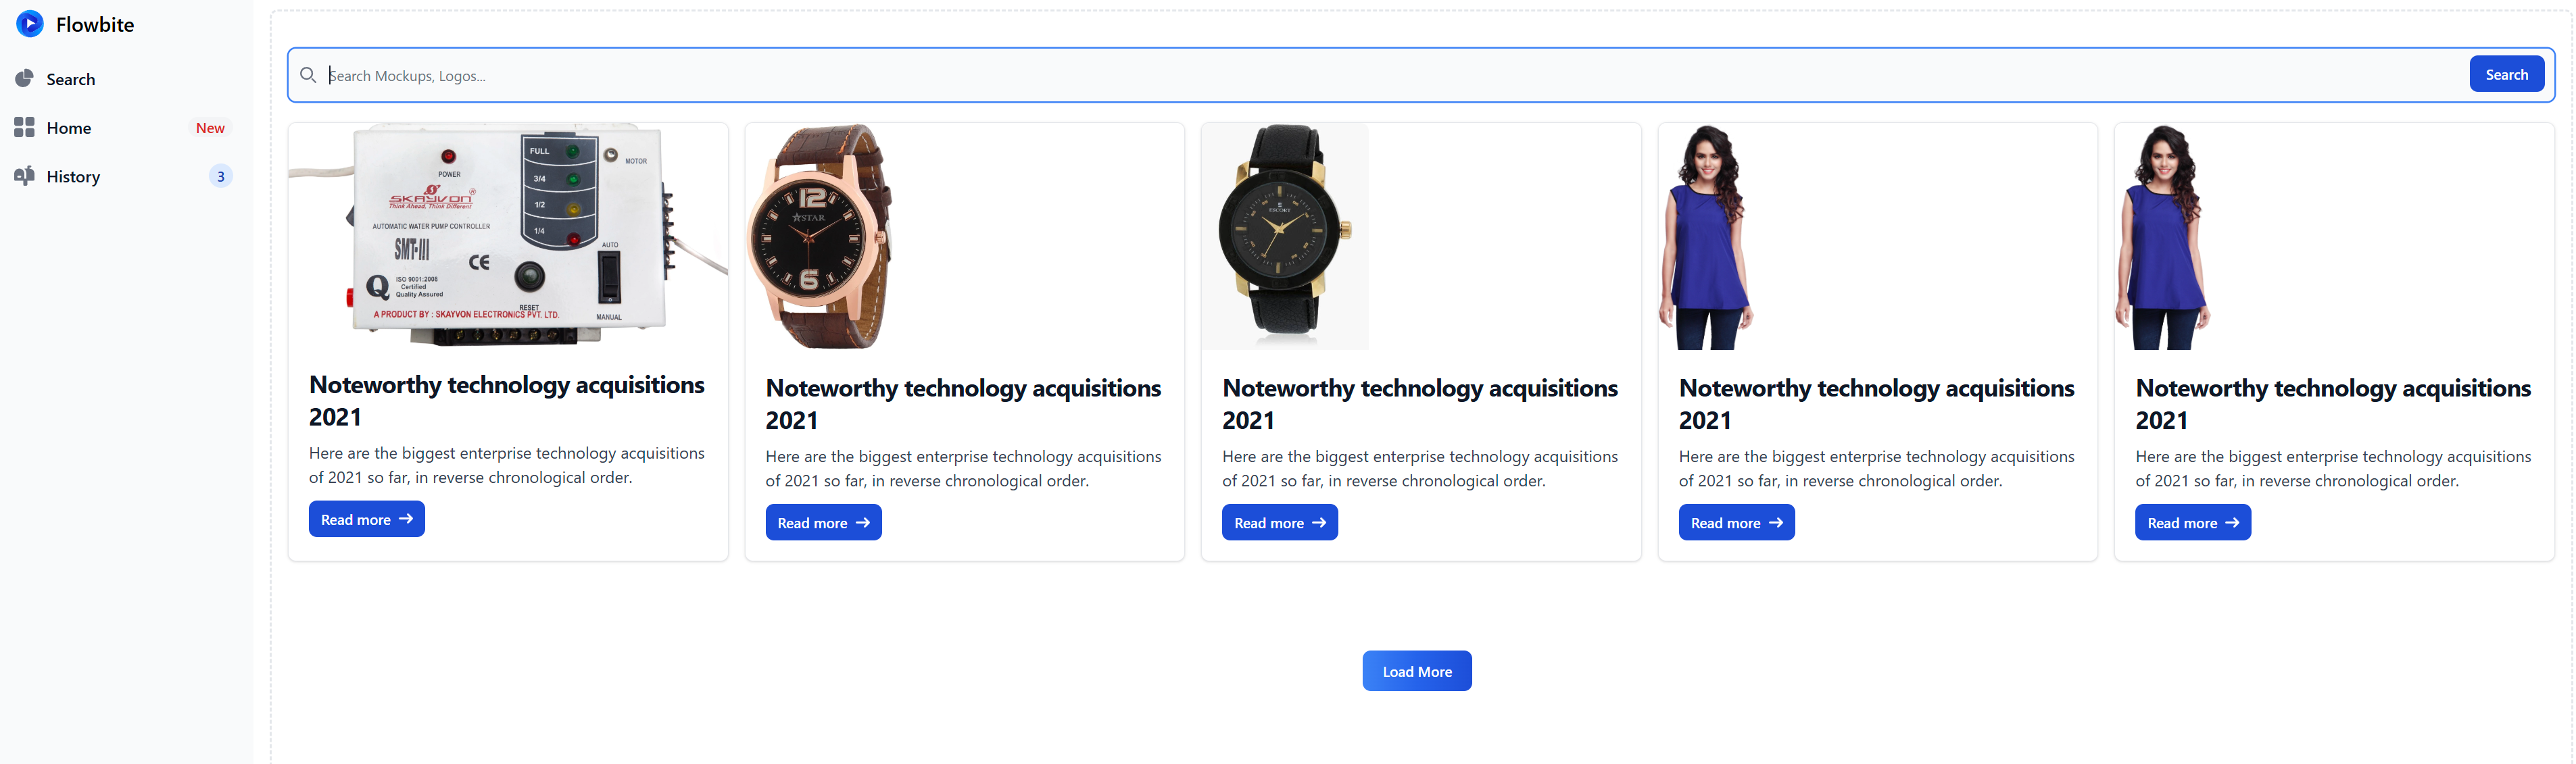 Flowbite
Search
Home
New
History
3
Search Mockups, Logos...
Search
FULL
MOTOR
POWER
3/4
SKAYVON®
Think Ahead, Think Different
1/2
AUTOMATIC WATER PUMP CONTROLLER
1/4
SMT-III
AUTO
CE
Q
ISO 9001:2008
Certified
Quality Assured
RESET
A PRODUCT BY : SKAYVON ELECTRONICS PVT. LTD.
MANUAL
Noteworthy technology acquisitions
2021
Here are the biggest enterprise technology acquisitions
of 2021 so far, in reverse chronological order.
Read more
12
STAR
6
Noteworthy technology acquisitions
2021
Here are the biggest enterprise technology acquisitions
of 2021 so far, in reverse chronological order.
Read more
ESCORT
Noteworthy technology acquisitions
2021
Here are the biggest enterprise technology acquisitions
of 2021 so far, in reverse chronological order.
Read more
Noteworthy technology acquisitions
2021
Here are the biggest enterprise technology acquisitions
of 2021 so far, in reverse chronological order.
Read more
Noteworthy technology acquisitions
2021
Here are the biggest enterprise technology acquisitions
of 2021 so far, in reverse chronological order.
Read more
Load More